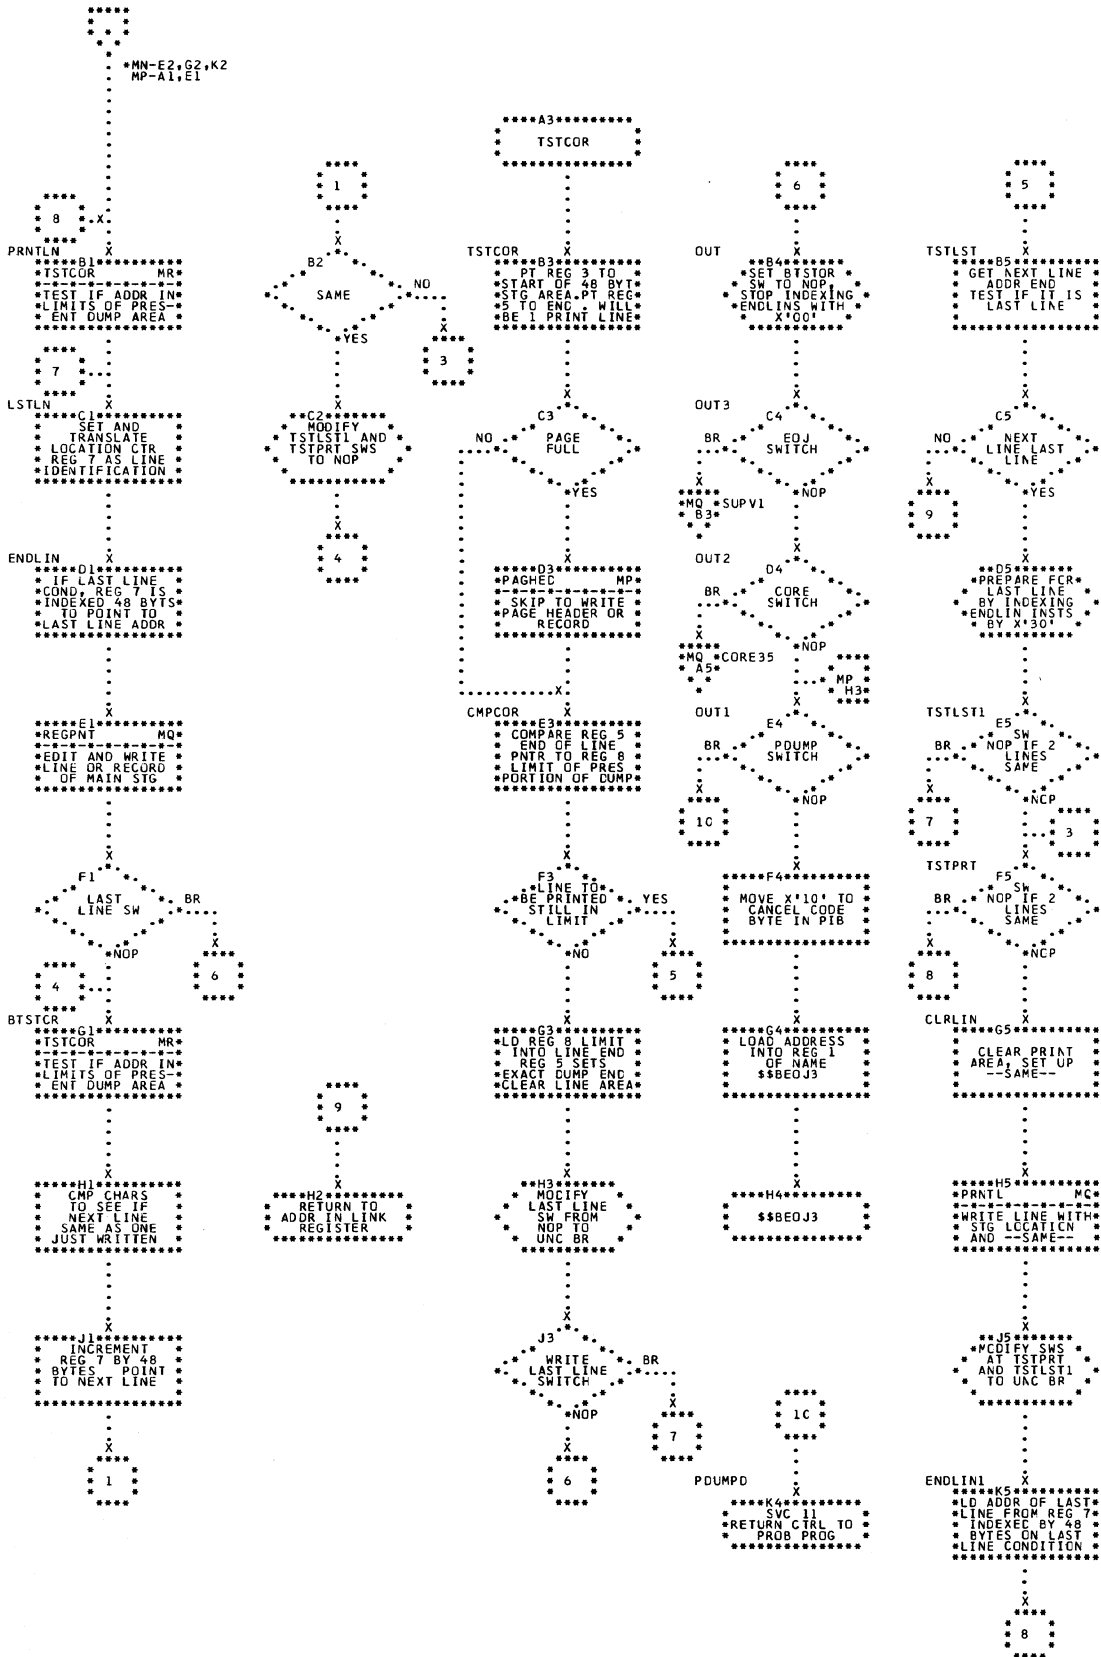 *MN-E2,G2,K2
MP-A1,E1
8
PRNTLN
B1
TSTCOR MR
TEST IF ADDR IN
LIMITS OF PRES-
ENT DUMP AREA
7
LSTLN
C1
SET AND
TRANSLATE
LOCATION CTR
REG 7 AS LINE
IDENTIFICATION
ENDLIN
D1
IF LAST LINE
COND, REG 7 IS
INDEXED 48 BYTS
TO POINT TO
LAST LINE ADDR
E1
REGPNT MQ
EDIT AND WRITE
LINE OR RECORD
OF MAIN STG
F1
LAST
LINE SW
BR
6
NOP
4
BTSTCR
G1
TSTCOR MR
TEST IF ADDR IN
LIMITS OF PRES-
ENT DUMP AREA
H1
CMP CHARS
TO SEE IF
NEXT LINE
SAME AS ONE
JUST WRITTEN
J1
INCREMENT
REG 7 BY 48
BYTES POINT
TO NEXT LINE
1
1
B2
SAME
NO
3
YES
C2
MODIFY
TSTLST1 AND
TSTPRT SWS
TO NOP
4
9
H2
RETURN TO
ADDR IN LINK
REGISTER
A3
TSTCOR
TSTCOR
B3
PT REG 3 TO
START OF 48 BYT
STG AREA.PT REG
5 TO END . WILL
BE 1 PRINT LINE
C3
PAGE
FULL
NO
YES
D3
PAGHED MP
SKIP TO WRITE
PAGE HEADER OR
RECORD
CMPCOR
E3
COMPARE REG 5
END OF LINE
PNTR TO REG 8
LIMIT OF PRES
PORTION OF DUMP
F3
LINE TO
BE PRINTED
STILL IN
LIMIT
YES
5
NO
G3
LD REG 8 LIMIT
INTO LINE END
REG 5 SETS
EXACT DUMP END
CLEAR LINE AREA
H3
MODIFY
LAST LINE
SW FROM
NOP TO
UNC BR
J3
WRITE
LAST LINE
SWITCH
BR
7
NOP
6
6
OUT
B4
SET BTSTOR
SW TO NOP,
STOP INDEXING
ENDLINS WITH
X'00'
OUT3
C4
EOJ
SWITCH
BR
MQ
B3
SUPV1
NOP
OUT2
D4
CORE
SWITCH
BR
MQ
A5
CORE35
NOP
MP
H3
OUT1
E4
PDUMP
SWITCH
BR
1C
NOP
F4
MOVE X'10' TO
CANCEL CODE
BYTE IN PIB
G4
LOAD ADDRESS
INTO REG 1
OF NAME
$$BEOJ3
H4
$$BEOJ3
1C
PDUMPD
K4
SVC 11
RETURN CTRL TO
PROB PROG
5
TSTLST
B5
GET NEXT LINE
ADDR END
TEST IF IT IS
LAST LINE
C5
NEXT
LINE LAST
LINE
NO
9
YES
D5
PREPARE FCR
LAST LINE
BY INDEXING
ENDLIN INSTS
BY X'30'
TSTLST1
E5
SW
NOP IF 2
LINES
SAME
BR
7
NCP
3
TSTPRT
F5
SW
NOP IF 2
LINES
SAME
BR
8
NCP
CLRLIN
G5
CLEAR PRINT
AREA, SET UP
--SAME--
H5
PRNTL MC
WRITE LINE WITH
STG LOCATICN
AND --SAME--
J5
MCDIFY SWS
AT TSTPRT
AND TSTLST1
TO UNC BR
ENDLIN1
K5
LD ADDR OF LAST
LINE FROM REG 7
INDEXED BY 48
BYTES ON LAST
LINE CONDITION
8